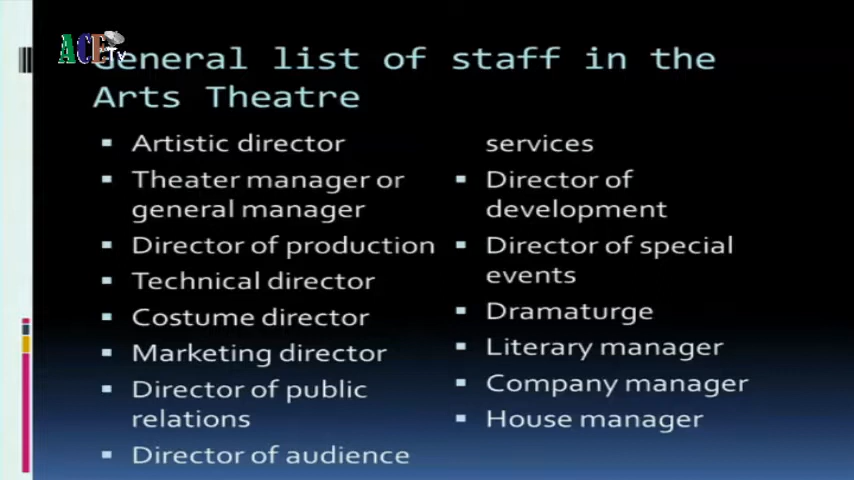 ACE Tv
General list of staff in the
Arts Theatre
Artistic director
Theater manager or
general manager
Director of production
Technical director
Costume director
Marketing director
Director of public
relations
Director of audience
services
Director of
development
Director of special
events
Dramaturge
Literary manager
Company manager
House manager